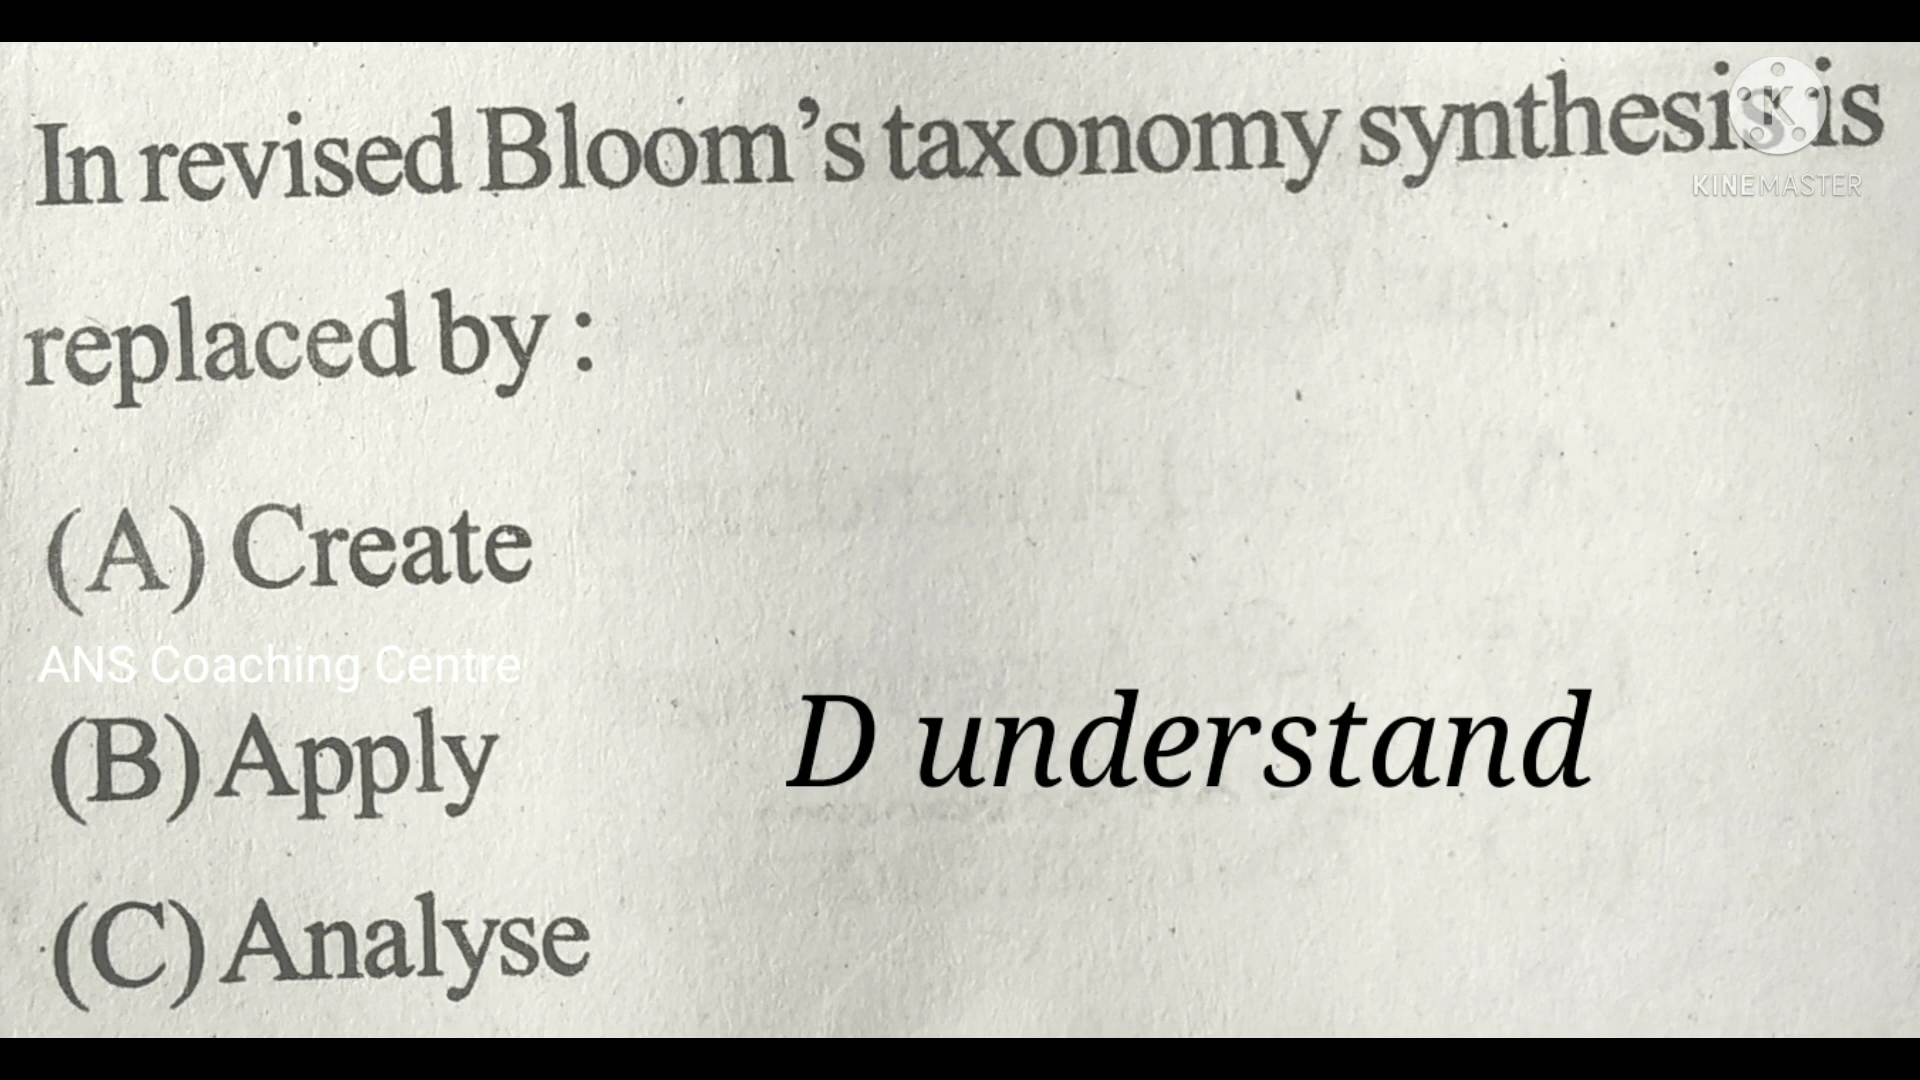 In revised Bloom's taxonomy synthesis is
KINEMASTER
replaced by :
(A) Create
ANS Coaching Centre
(B) Apply
D understand
(C) Analyse